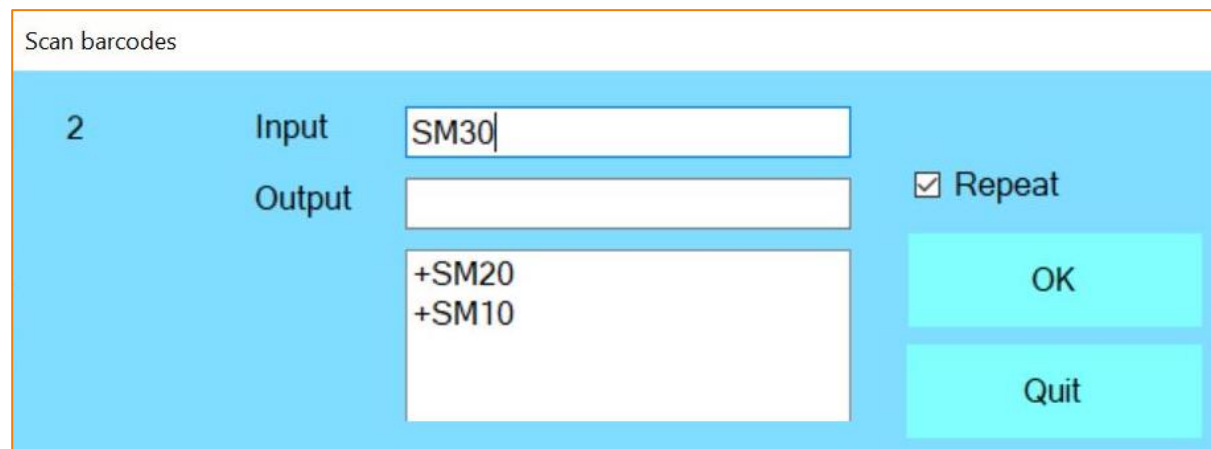 Scan barcodes
2 Input SM30
Output
Repeat
+SM20
+SM10
OK
Quit